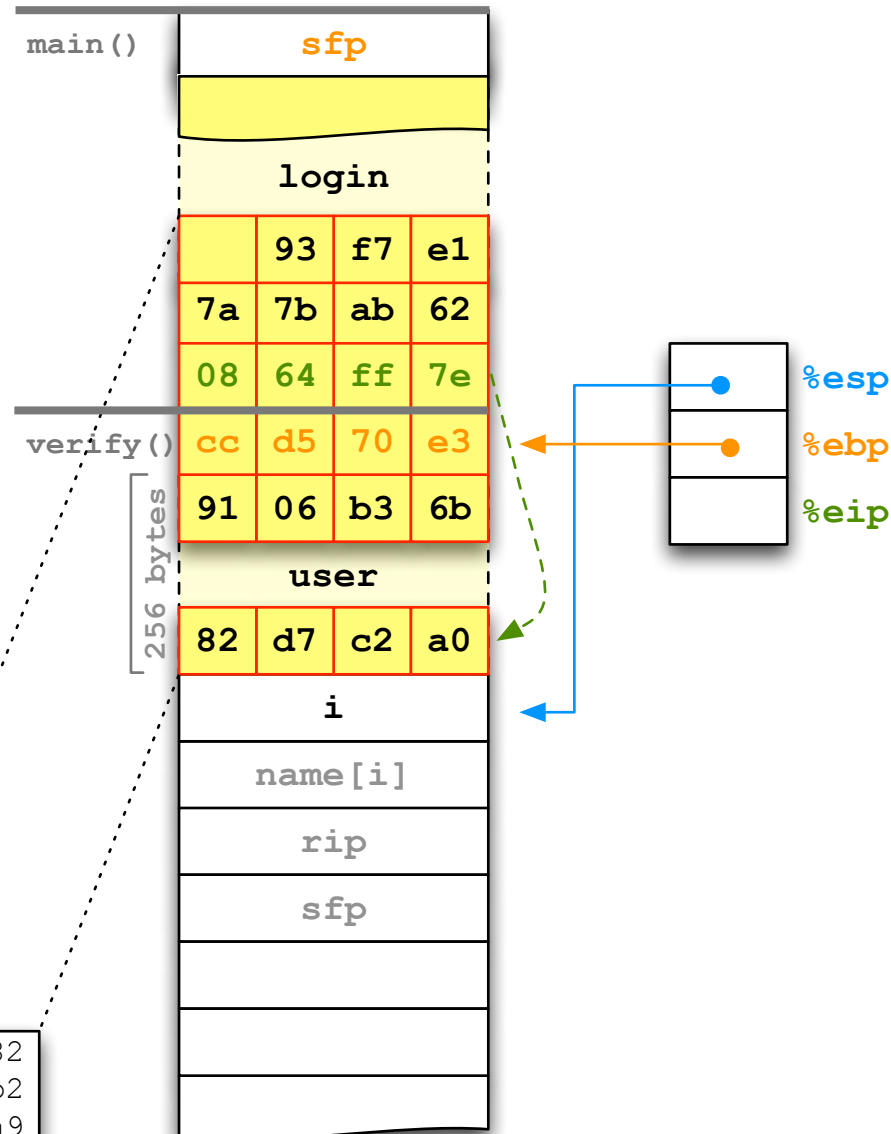 main() sfp
login
93 f7 e1
7a 7b ab 62
08 64 ff 7e
%esp
verify() cc d5 70 e3
%ebp
91 06 b3 6b
%eip
256 bytes
user
82 d7 c2 a0
i
name[i]
rip
sfp